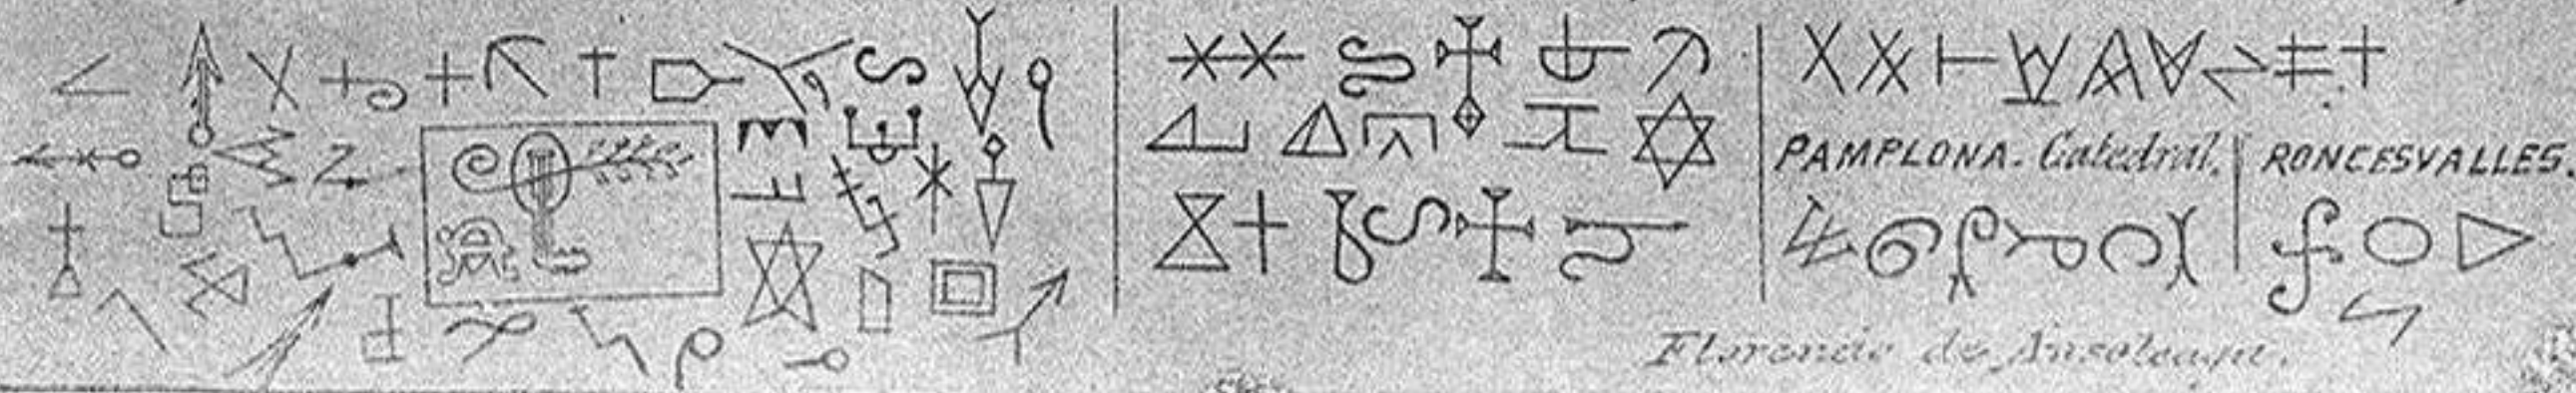 PAMPLONA. Catedral. RONCESVALLES.
Florencio de Ansoleaga.